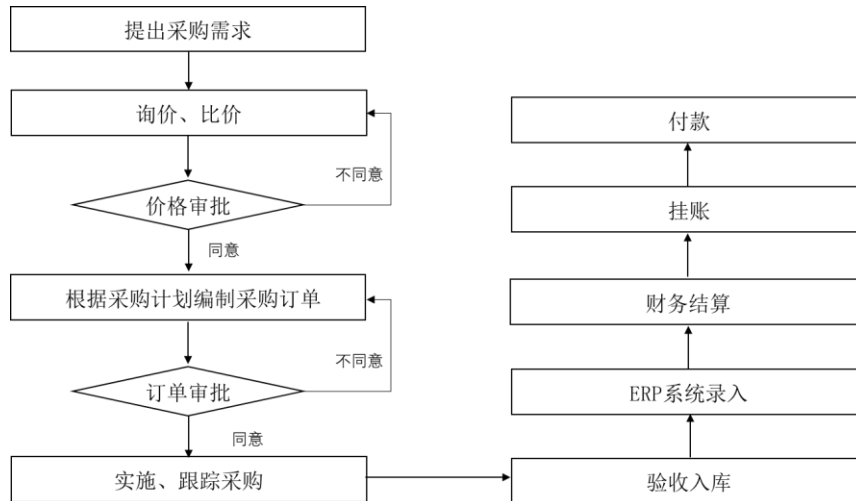 提出采购需求
询价、比价
不同意
价格审批
同意
根据采购计划编制采购订单
不同意
订单审批
同意
实施、跟踪采购
验收入库
ERP系统录入
财务结算
挂账
付款